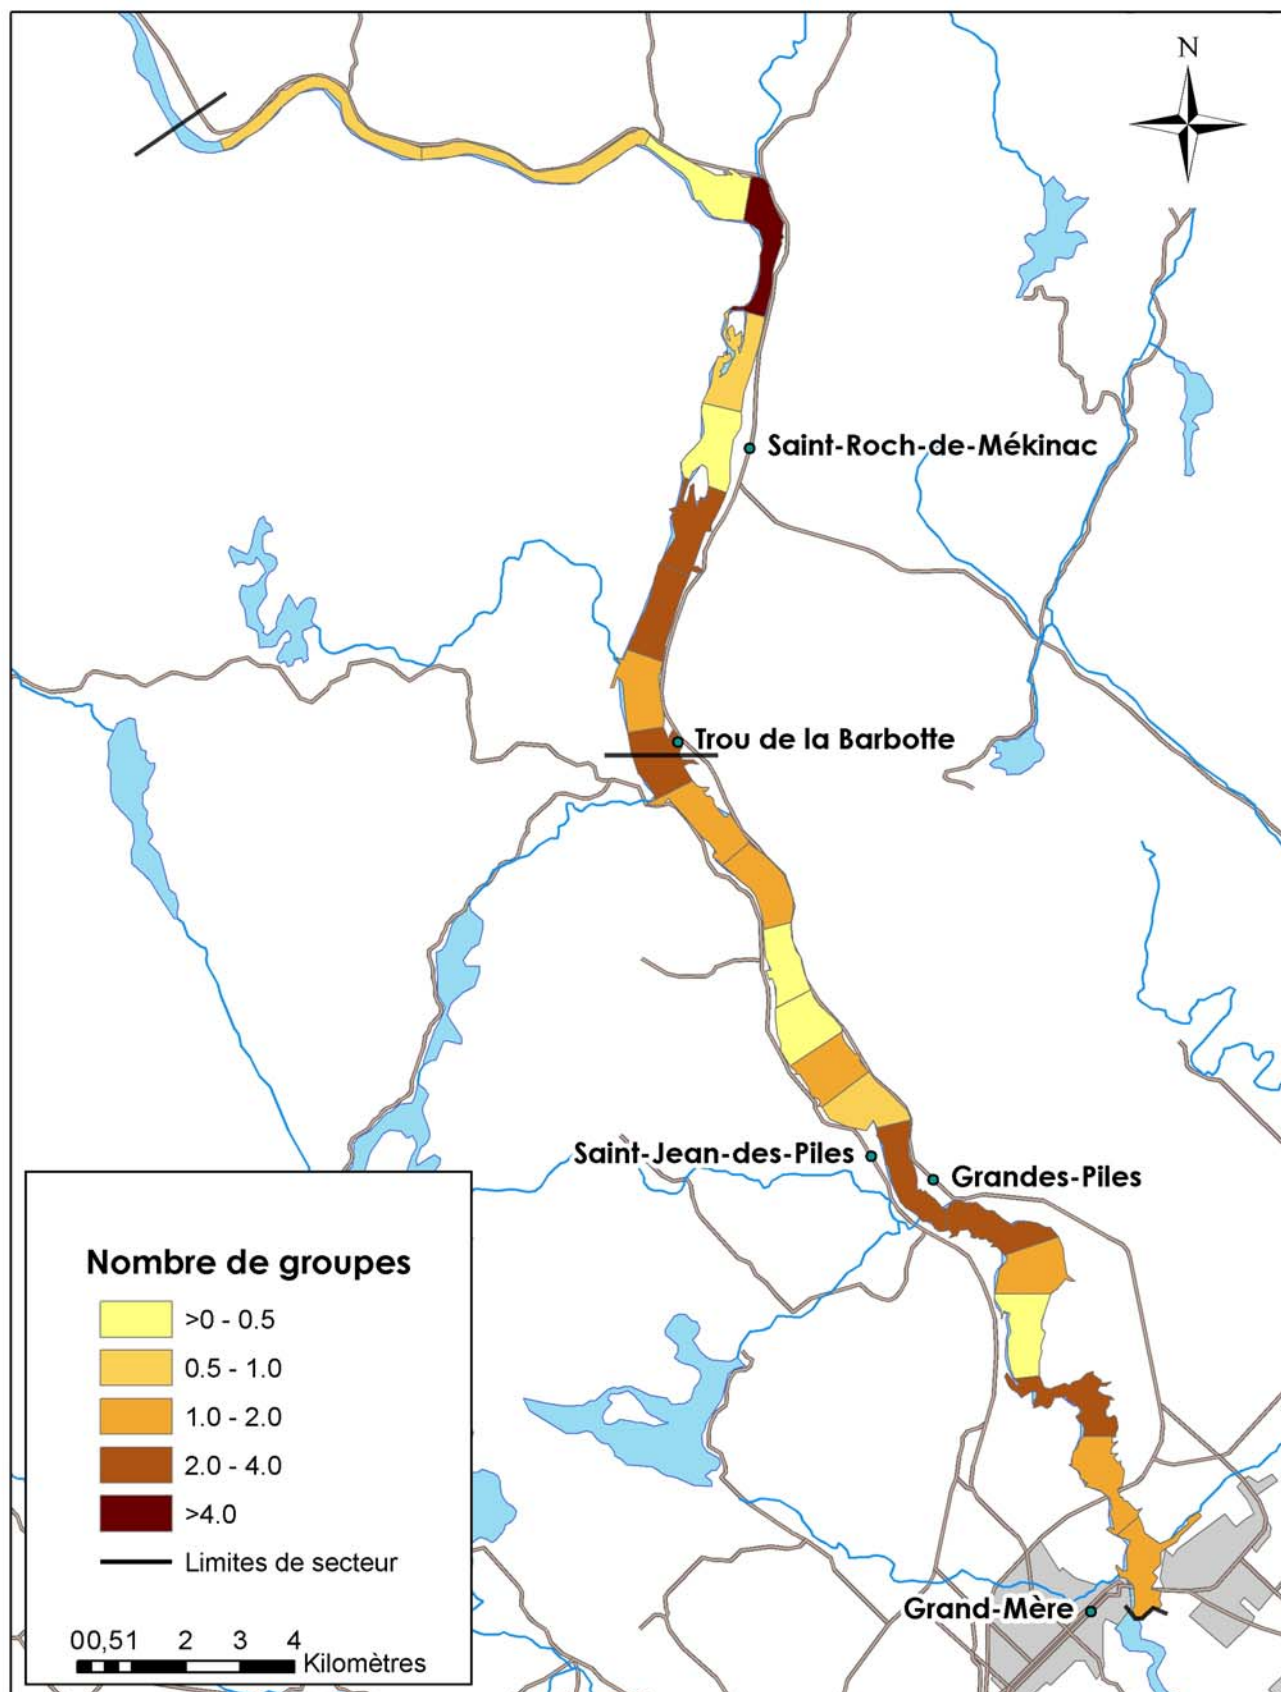 N
Saint-Roch-de-Mékinac
Trou de la Barbotte
Saint-Jean-des-Piles
Grandes-Piles
Grand-Mère
Nombre de groupes
>0 - 0.5
0.5 - 1.0
1.0 - 2.0
2.0 - 4.0
>4.0
Limites de secteur
00,51 2 3 4
Kilomètres